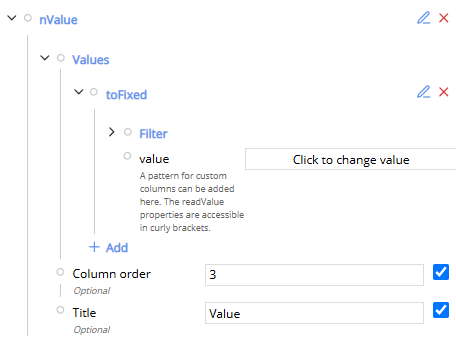 nValue
Values
toFixed
Filter
value
Click to change value
A pattern for custom
columns can be added
here. The readValue
properties are accessible
in curly brackets.
+ Add
Column order
3
Optional
Title
Value
Optional